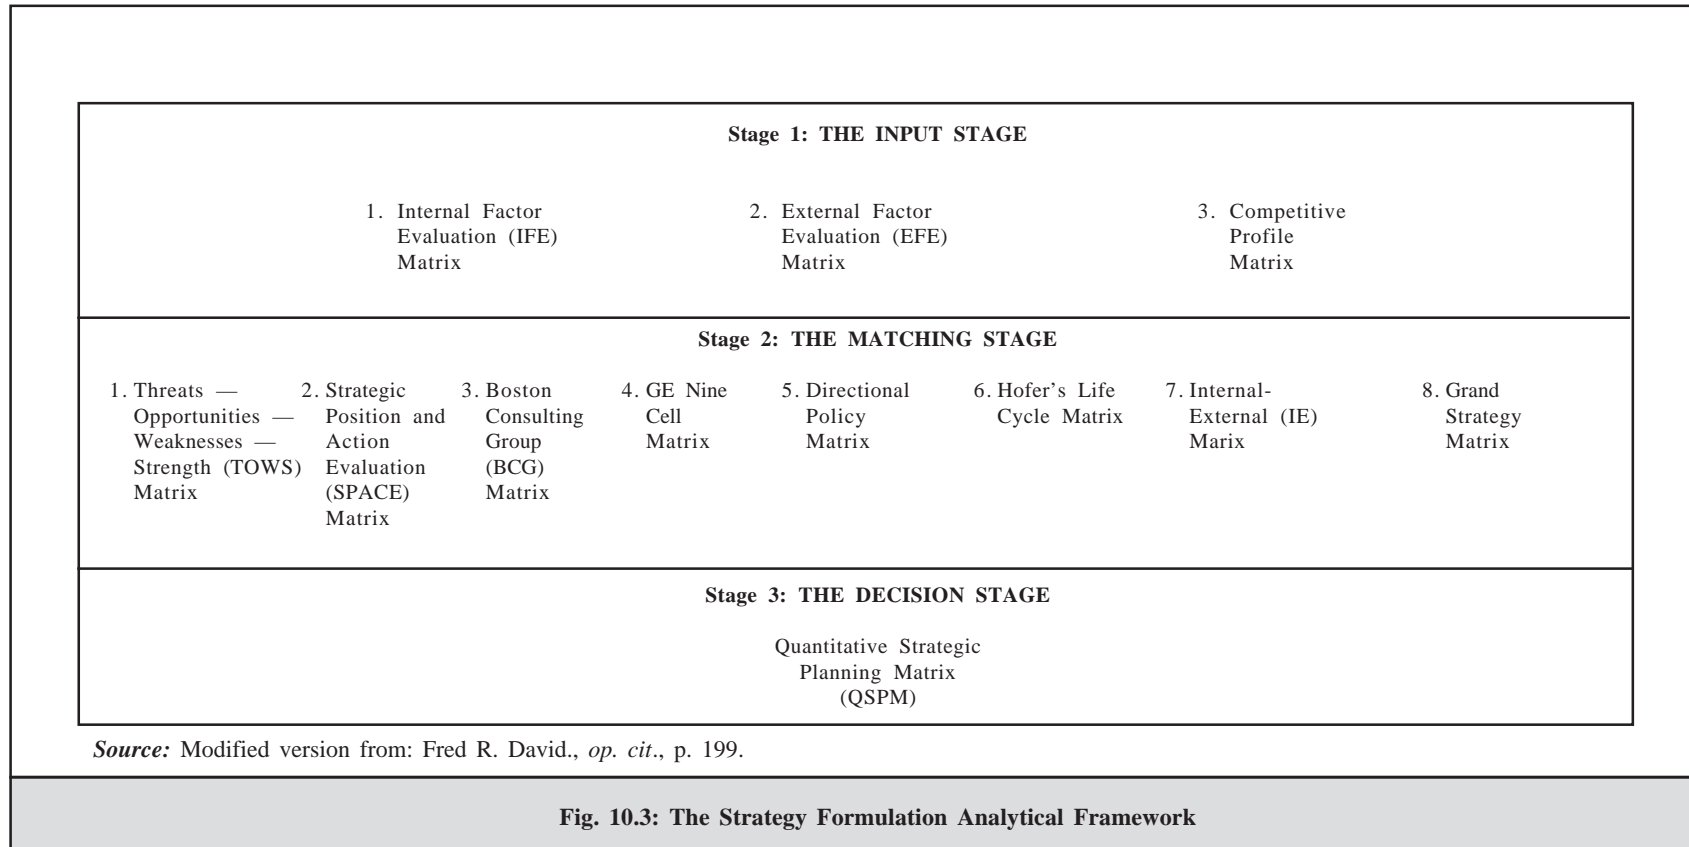 Stage 1: THE INPUT STAGE
1. Internal Factor
Evaluation (IFE)
Matrix
2. External Factor
Evaluation (EFE)
Matrix
3. Competitive
Profile
Matrix
Stage 2: THE MATCHING STAGE
1. Threats —
Opportunities —
Weaknesses —
Strength (TOWS)
Matrix
2. Strategic
Position and
Action
Evaluation
(SPACE)
Matrix
3. Boston
Consulting
Group
(BCG)
Matrix
4. GE Nine
Cell
Matrix
5. Directional
Policy
Matrix
6. Hofer's Life
Cycle Matrix
7. Internal-
External (IE)
Marix
8. Grand
Strategy
Matrix
Stage 3: THE DECISION STAGE
Quantitative Strategic
Planning Matrix
(QSPM)
Source: Modified version from: Fred R. David., op. cit., p. 199.
Fig. 10.3: The Strategy Formulation Analytical Framework